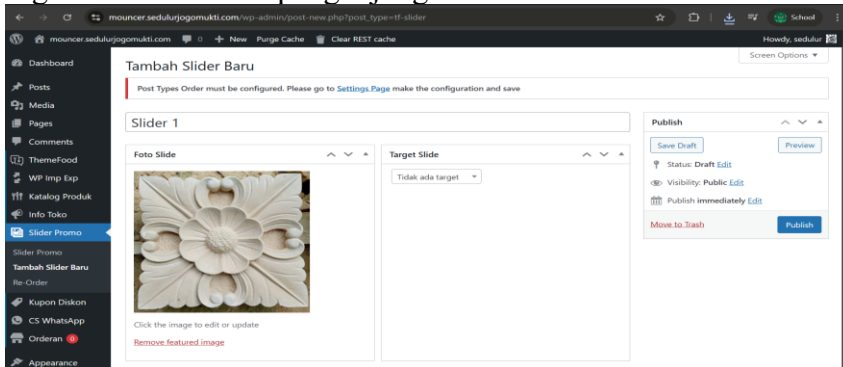 mouncer.sedulurjogomukti.com/wp-admin/post-new.php?post_type=tf-slider
School
mouncer.sedulurjogomukti.com 0 + New Purge Cache Clear REST cache
Howdy, sedulur
Screen Options ▼
Dashboard
Posts
Media
Pages
Comments
ThemeFood
WP Imp Exp
Katalog Produk
Info Toko
Slider Promo
Slider Promo
Tambah Slider Baru
Re-Order
Kupon Diskon
CS WhatsApp
Orderan 0
Appearance
Tambah Slider Baru
Post Types Order must be configured. Please go to Settings Page make the configuration and save
Slider 1
Foto Slide
Click the image to edit or update
Remove featured image
Target Slide
Tidak ada target
Publish
Save Draft
Preview
Status: Draft Edit
Visibility: Public Edit
Publish immediately Edit
Move to Trash
Publish